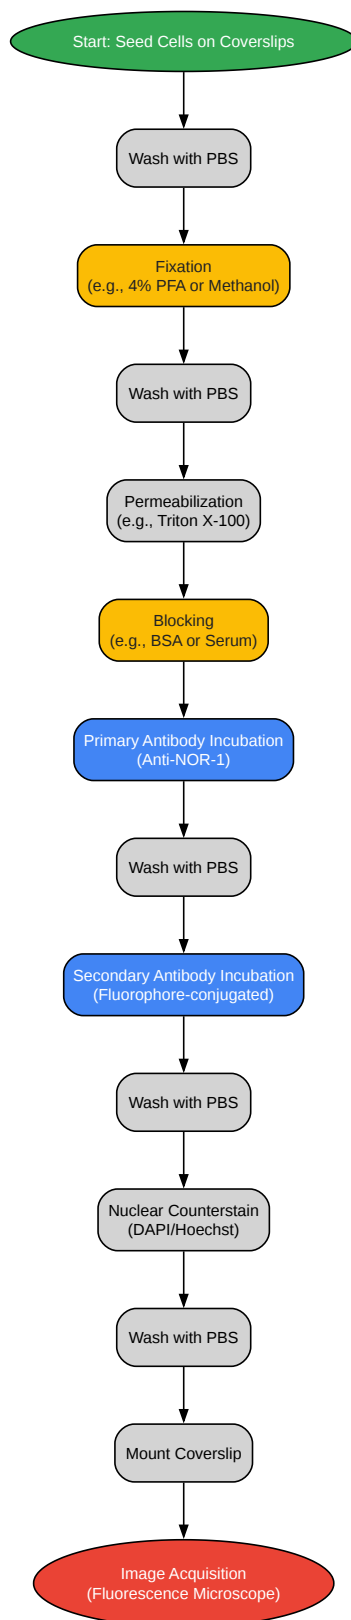 Start: Seed Cells on Coverslips
Wash with PBS
Fixation
(e.g., 4% PFA or Methanol)
Wash with PBS
Permeabilization
(e.g., Triton X-100)
Blocking
(e.g., BSA or Serum)
Primary Antibody Incubation
(Anti-NOR-1)
Wash with PBS
Secondary Antibody Incubation
(Fluorophore-conjugated)
Wash with PBS
Nuclear Counterstain
(DAPI/Hoechst)
Wash with PBS
Mount Coverslip
Image Acquisition
(Fluorescence Microscope)